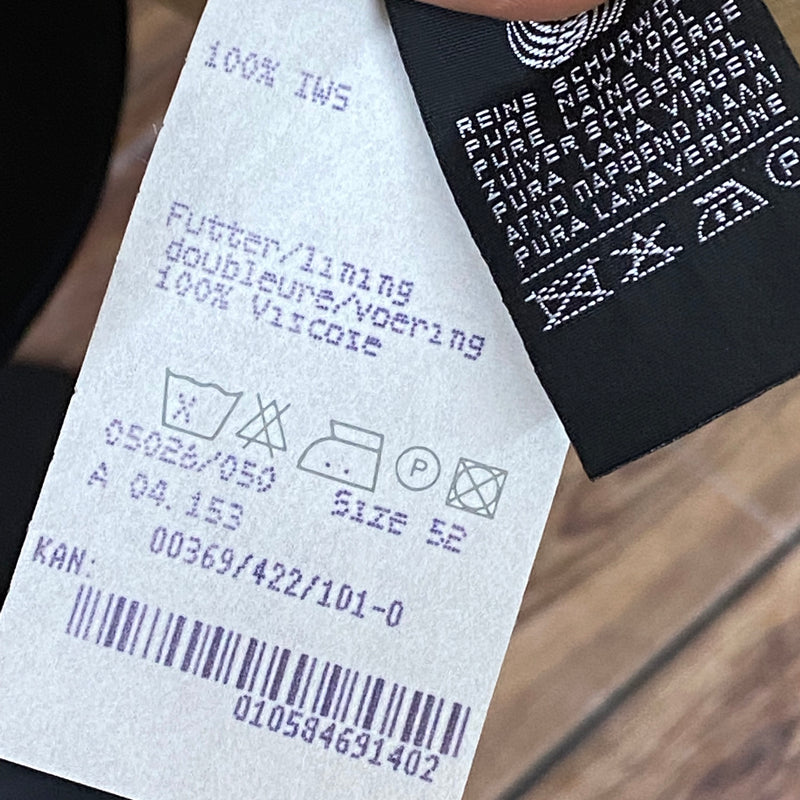 100% IWS
Futter/lining
doubleure/voering
100% Viscose
X
05026/050
A 04.153
Size 52
P
KAN: 00369/422/101-0
010584691402
REINE SCHURWOL
PURE NEW WOOL
PURE LAINE VIERGE
ZUIVER SCHEERWOL
PURA LANA VIRGEN
ΑΓΝΟ ΠΑΡΘΕΝΟ ΜΑΛΛΙ
PURA LANA VERGINE
P